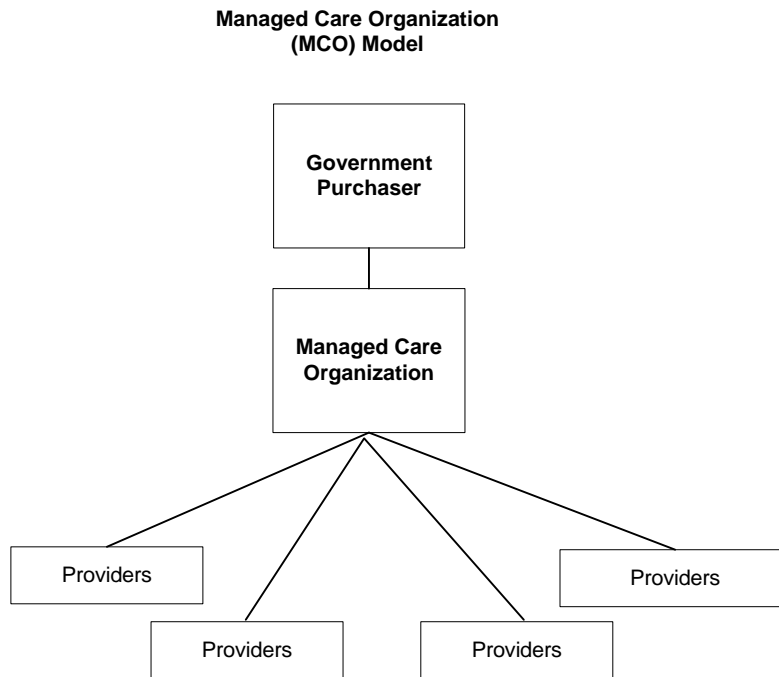 Managed Care Organization
(MCO) Model
Government
Purchaser
Managed Care
Organization
Providers
Providers
Providers
Providers